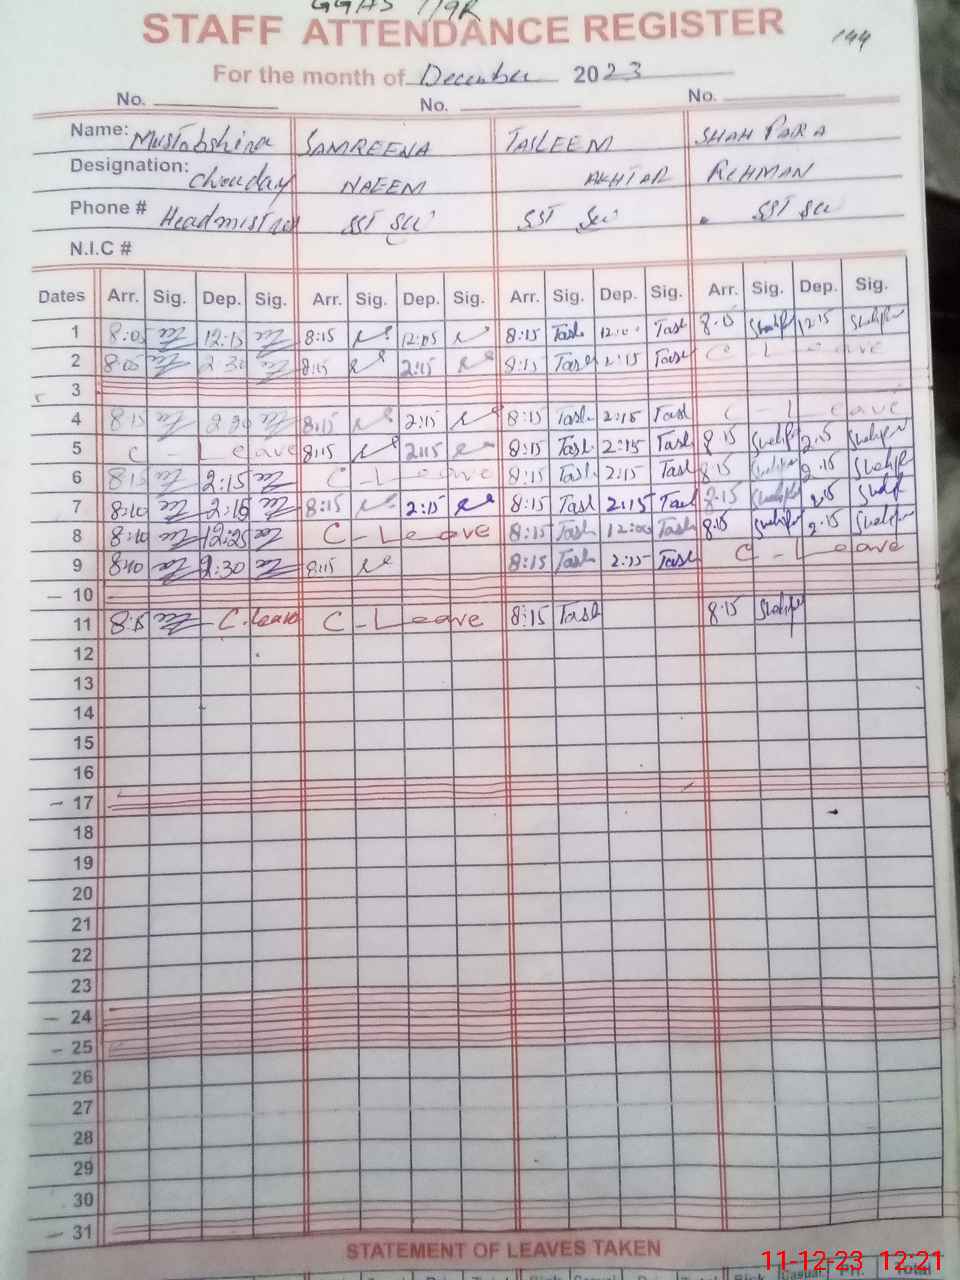 GGHS 119R
STAFF ATTENDANCE REGISTER
144
For the month of December 2023
No. No. No.
Name: SAMREENA TASLEEM SHAH PARA
Designation: NAEEM AKHTAR REHMAN
Phone # Headmistress SST Sci SST Sci SST Sci
N.I.C #
Dates Arr. Sig. Dep. Sig. Arr. Sig. Dep. Sig. Arr. Sig. Dep. Sig. Arr. Sig. Dep. Sig.
1 8:05 12:15 8:15 12:05 8:15 Tasl Tasl 8:15 12:15
2 8:05 2:30 8:15 2:15 8:15 Tasl 2:15 Tasl C - Leave
3
4 8:15 8:15 2:15 8:15 Tasl 2:15 Tasl C - Leave
5 C - Leave 8:15 2:15 8:15 Tasl 2:15 Tasl 8:15 2:15
6 8:15 2:15 C - Leave 8:15 Tasl 2:15 Tasl 8:15 2:15
7 8:10 2:15 8:15 2:15 8:15 Tasl 2:15 Tasl 8:15 2:15
8 8:10 12:25 C - Leave 8:15 Tasl 12:00 Tasl 8:15 2:15
9 8:10 2:30 8:15 8:15 Tasl 2:15 Tasl C - Leave
- 10
11 8:15 C. leave C - Leave 8:15 Tasl 8:15
12
13
14
15
16
- 17
18
19
20
21
22
23
- 24
- 25
26
27
28
29
30
- 31
STATEMENT OF LEAVES TAKEN
11-12-23 12:21